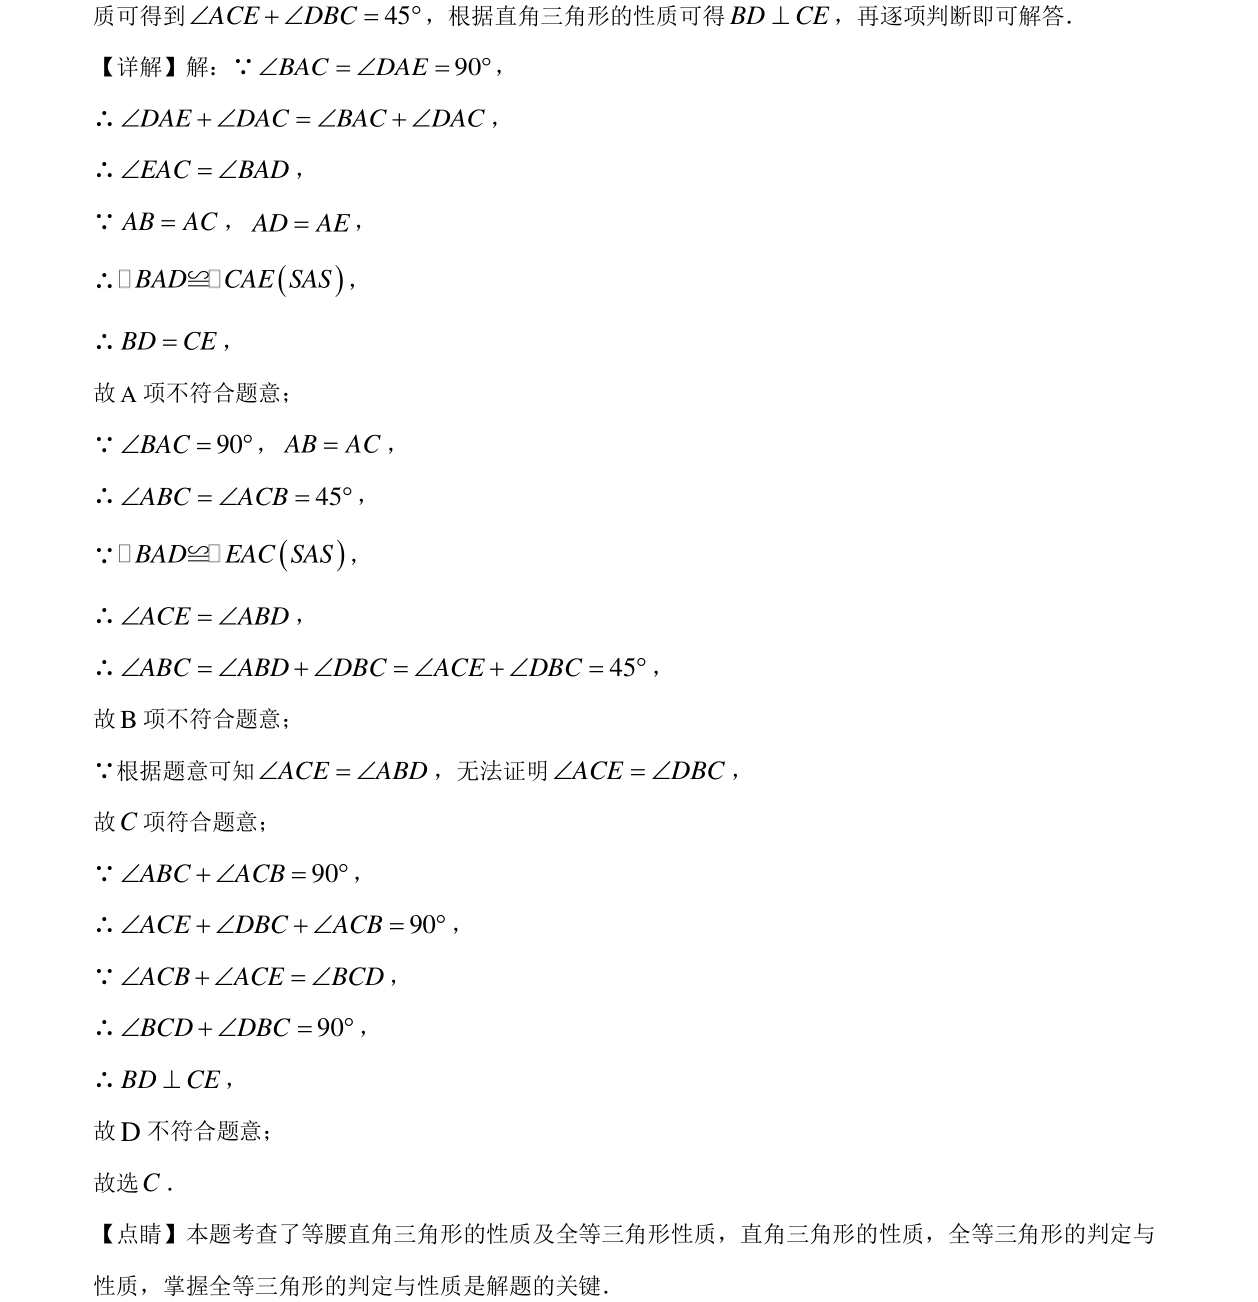 质可得到∠ACE+∠DBC=45°，根据直角三角形的性质可得BD⊥CE，再逐项判断即可解答．
【详解】解：∵∠BAC=∠DAE=90°，
∴∠DAE+∠DAC=∠BAC+∠DAC，
∴∠EAC=∠BAD，
∵AB=AC，AD=AE，
∴□BAD≌□CAE(SAS)，
∴BD=CE，
故A项不符合题意；
∵∠BAC=90°，AB=AC，
∴∠ABC=∠ACB=45°，
∵□BAD≌□EAC(SAS)，
∴∠ACE=∠ABD，
∴∠ABC=∠ABD+∠DBC=∠ACE+∠DBC=45°，
故B项不符合题意；
∵根据题意可知∠ACE=∠ABD，无法证明∠ACE=∠DBC，
故C项符合题意；
∵∠ABC+∠ACB=90°，
∴∠ACE+∠DBC+∠ACB=90°，
∵∠ACB+∠ACE=∠BCD，
∴∠BCD+∠DBC=90°，
∴BD⊥CE，
故D不符合题意；
故选C．
【点睛】本题考查了等腰直角三角形的性质及全等三角形性质，直角三角形的性质，全等三角形的判定与
性质，掌握全等三角形的判定与性质是解题的关键．